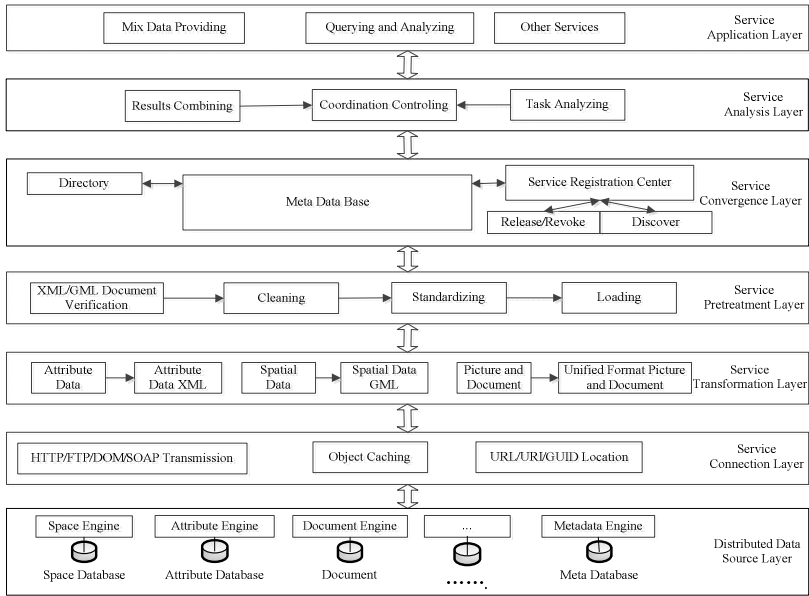 Mix Data Providing
Querying and Analyzing
Other Services
Service
Application Layer
Results Combining
Coordination Controling
Task Analyzing
Service
Analysis Layer
Directory
Meta Data Base
Service Registration Center
Release/Revoke
Discover
Service
Convergence Layer
XML/GML Document
Verification
Cleaning
Standardizing
Loading
Service
Pretreatment Layer
Attribute
Data
Attribute
Data XML
Spatial
Data
Spatial Data
GML
Picture and
Document
Unified Format Picture
and Document
Service
Transformation Layer
HTTP/FTP/DOM/SOAP Transmission
Object Caching
URL/URI/GUID Location
Service
Connection Layer
Space Engine
Attribute Engine
Document Engine
...
Metadata Engine
Space Database
Attribute Database
Document
…….
Meta Database
Distributed Data
Source Layer